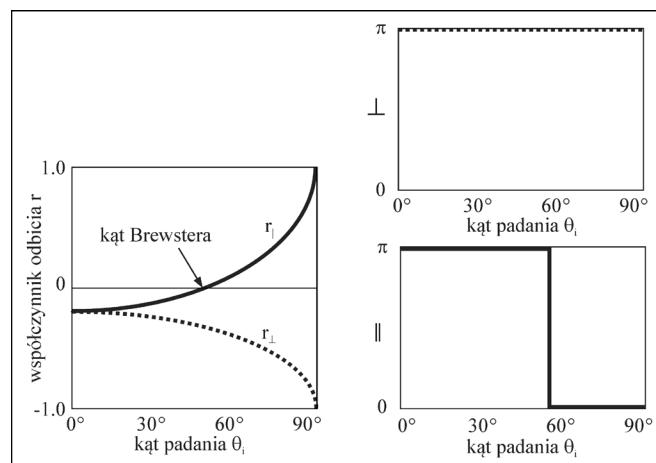 1.0
0
-1.0
współczynnik odbicia r
kąt Brewstera
r∥
r⊥
0° 30° 60° 90°
kąt padania θi
π
0
⊥
0° 30° 60° 90°
kąt padania θi
π
0
∥
0° 30° 60° 90°
kąt padania θi